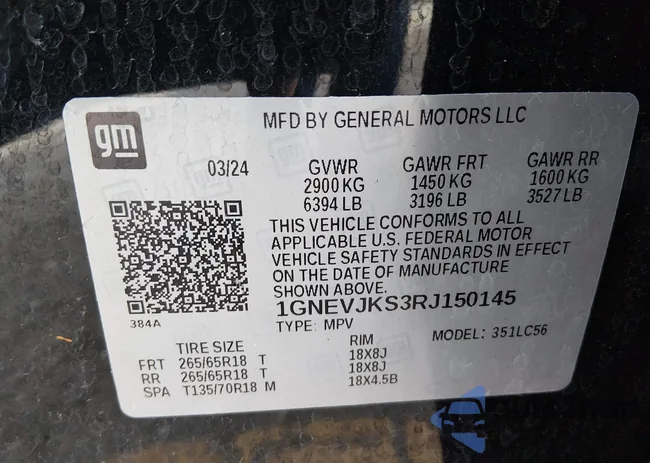 gm
MFD BY GENERAL MOTORS LLC
03/24 GVWR GAWR FRT GAWR RR
2900 KG 1450 KG 1600 KG
6394 LB 3196 LB 3527 LB
THIS VEHICLE CONFORMS TO ALL
APPLICABLE U.S. FEDERAL MOTOR
VEHICLE SAFETY STANDARDS IN EFFECT
ON THE DATE OF MANUFACTURE
SHOWN ABOVE.
1GNEVJKS3RJ150145
384A
TYPE: MPV MODEL: 351LC56
TIRE SIZE RIM
FRT 265/65R18 T 18X8J
RR 265/65R18 T 18X8J
SPA T135/70R18 M 18X4.5B